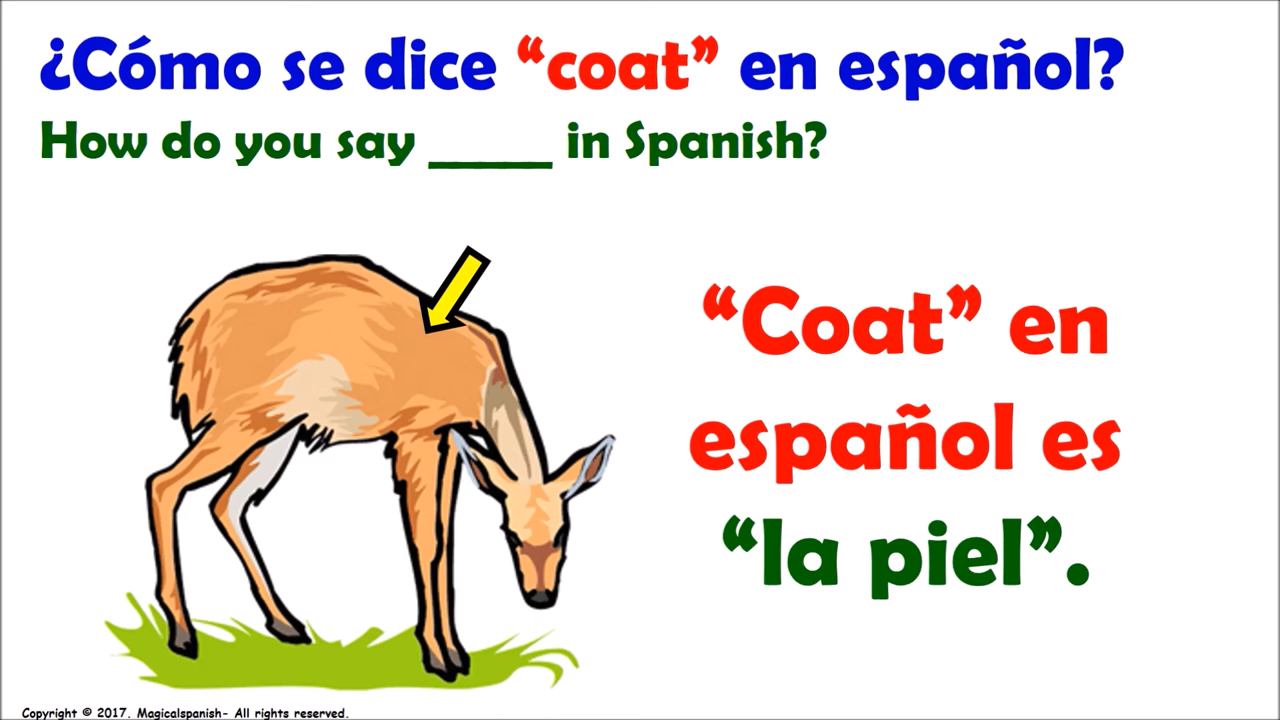 ¿Cómo se dice “coat” en español?
How do you say _____ in Spanish?
“Coat” en
español es
“la piel”.
Copyright © 2017. Magicalspanish- All rights reserved.